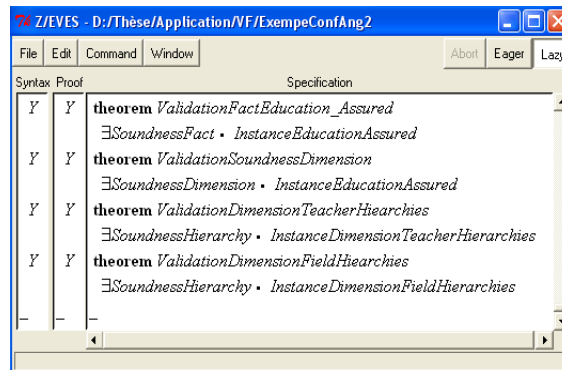 Z/EVES - D:/Thèse/Application/VF/ExempeConfAng2
File Edit Command Window Abort Eager Lazy
Syntax Proof Specification
Y Y theorem ValidationFactEducation_Assured
∃SoundnessFact • InstanceEducationAssured
Y Y theorem ValidationSoundnessDimension
∃SoundnessDimension • InstanceEducationAssured
Y Y theorem ValidationDimensionTeacherHiearchies
∃SoundnessHierarchy • InstanceDimensionTeacherHierarchies
Y Y theorem ValidationDimensionFieldHiearchies
∃SoundnessHierarchy • InstanceDimensionFieldHierarchies